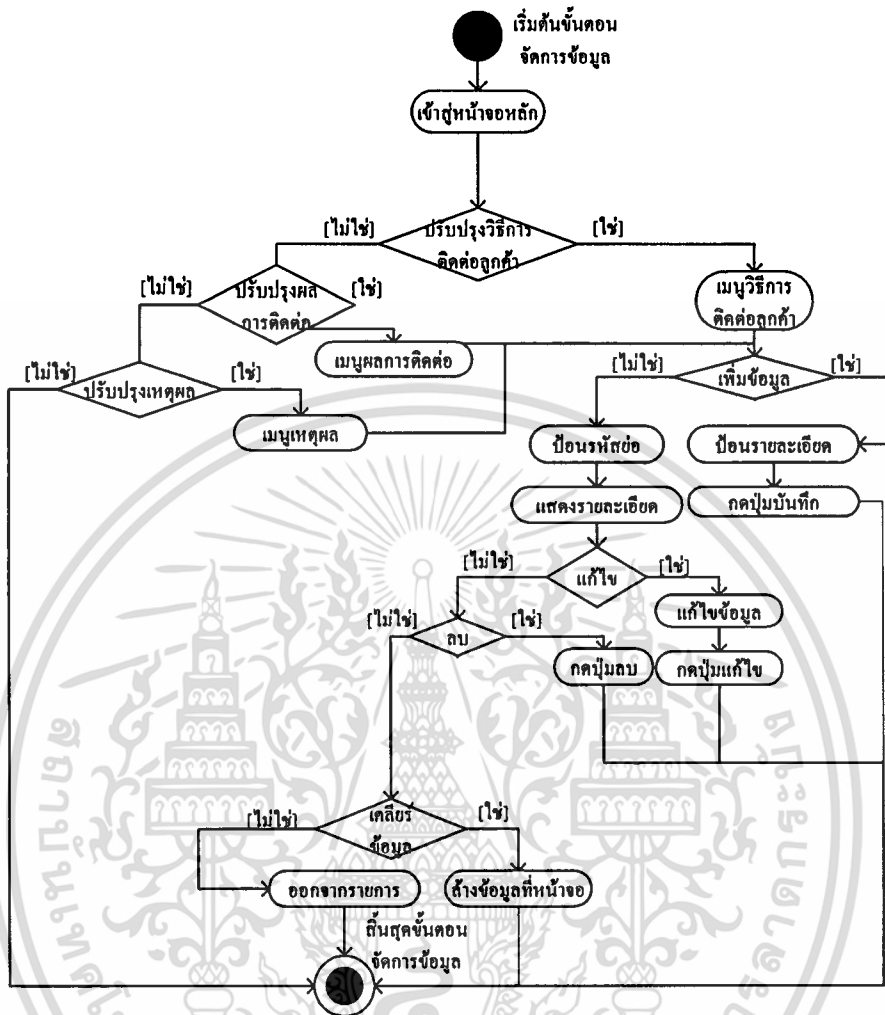 เริ่มต้นขั้นตอน
จัดการข้อมูล
เข้าสู่หน้าจอหลัก
[ไม่ใช่]
ปรับปรุงวิธีการ
ติดต่อลูกค้า
[ใช่]
[ไม่ใช่]
ปรับปรุงผล
การติดต่อ
[ใช่]
เมนูวิธีการ
ติดต่อลูกค้า
เมนูผลการติดต่อ
[ไม่ใช่]
ปรับปรุงเหตุผล
[ใช่]
[ไม่ใช่]
เพิ่มข้อมูล
[ใช่]
เมนูเหตุผล
ป้อนรหัสย่อ
ป้อนรายละเอียด
แสดงรายละเอียด
กดปุ่มบันทึก
[ไม่ใช่]
แก้ไข
[ใช่]
แก้ไขข้อมูล
[ไม่ใช่]
ลบ
[ใช่]
กดปุ่มลบ
กดปุ่มแก้ไข
[ไม่ใช่]
เคลียร์
ข้อมูล
[ใช่]
ออกจากรายการ
ล้างข้อมูลที่หน้าจอ
สิ้นสุดขั้นตอน
จัดการข้อมูล